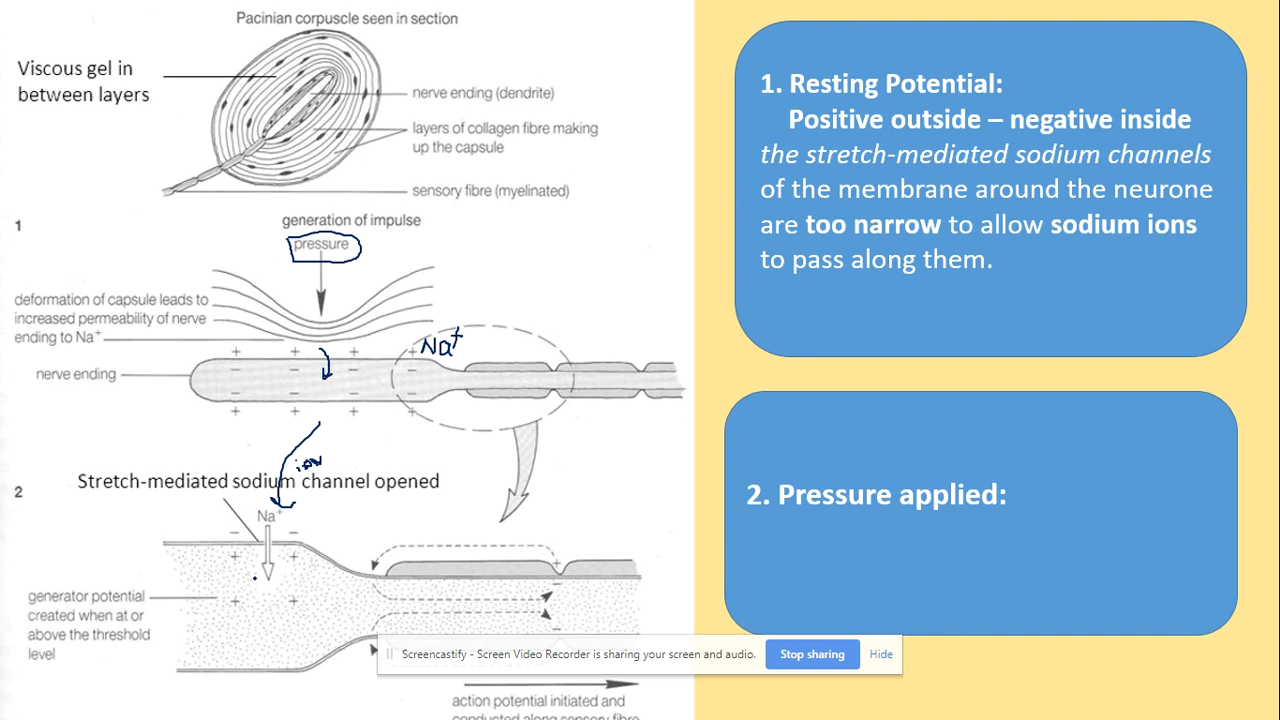 Pacinian corpuscle seen in section
Viscous gel in
between layers
nerve ending (dendrite)
layers of collagen fibre making
up the capsule
sensory fibre (myelinated)
1
generation of impulse
pressure
deformation of capsule leads to
increased permeability of nerve
ending to Na⁺
+ + + +
Na⁺
− − − −
nerve ending
− − − −
+ + + +
ion
Stretch-mediated sodium channel opened
2
Na⁺
− −
+ +
+
−
generator potential
created when at or
above the threshold
level
+ +
−
action potential initiated and
conducted along sensory fibre
1. Resting Potential:
Positive outside – negative inside
the stretch-mediated sodium channels
of the membrane around the neurone
are too narrow to allow sodium ions
to pass along them.
2. Pressure applied:
Screencastify - Screen Video Recorder is sharing your screen and audio.
Stop sharing
Hide